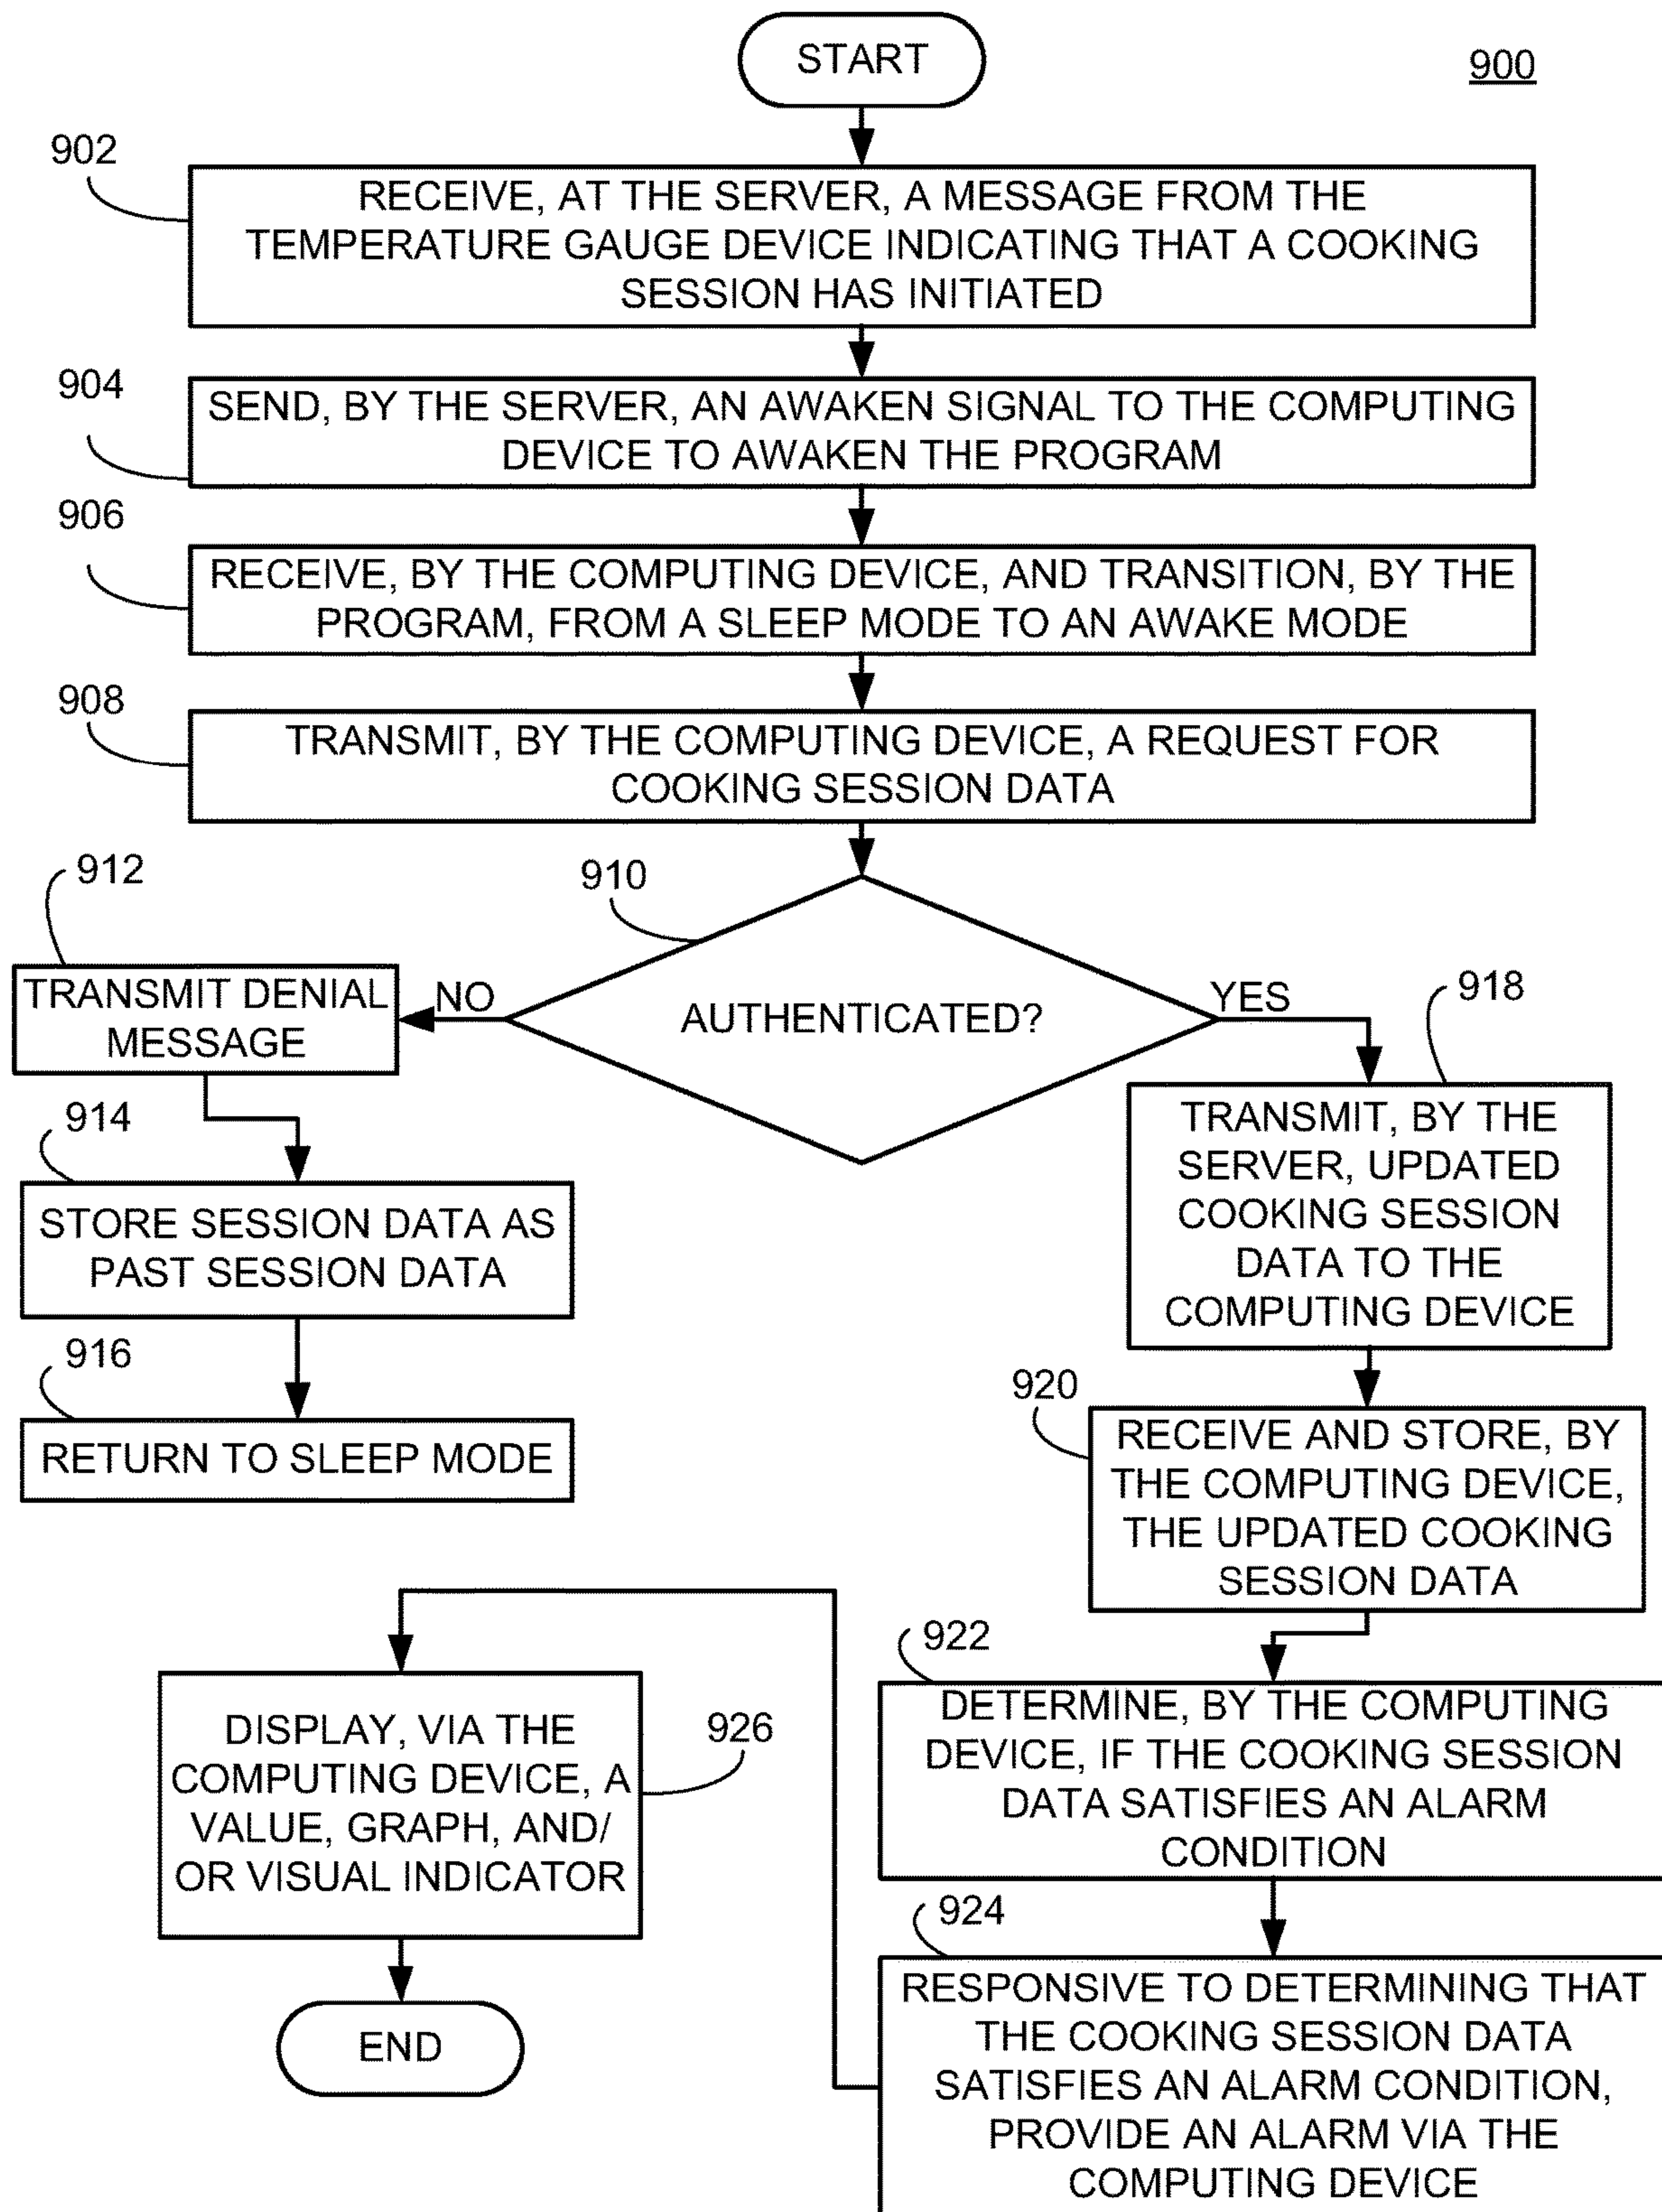 START
900
902
RECEIVE, AT THE SERVER, A MESSAGE FROM THE
TEMPERATURE GAUGE DEVICE INDICATING THAT A COOKING
SESSION HAS INITIATED
904
SEND, BY THE SERVER, AN AWAKEN SIGNAL TO THE COMPUTING
DEVICE TO AWAKEN THE PROGRAM
906
RECEIVE, BY THE COMPUTING DEVICE, AND TRANSITION, BY THE
PROGRAM, FROM A SLEEP MODE TO AN AWAKE MODE
908
TRANSMIT, BY THE COMPUTING DEVICE, A REQUEST FOR
COOKING SESSION DATA
910
AUTHENTICATED?
NO
912
TRANSMIT DENIAL
MESSAGE
914
STORE SESSION DATA AS
PAST SESSION DATA
916
RETURN TO SLEEP MODE
YES
918
TRANSMIT, BY THE
SERVER, UPDATED
COOKING SESSION
DATA TO THE
COMPUTING DEVICE
920
RECEIVE AND STORE, BY
THE COMPUTING DEVICE,
THE UPDATED COOKING
SESSION DATA
922
DETERMINE, BY THE COMPUTING
DEVICE, IF THE COOKING SESSION
DATA SATISFIES AN ALARM
CONDITION
924
RESPONSIVE TO DETERMINING THAT
THE COOKING SESSION DATA
SATISFIES AN ALARM CONDITION,
PROVIDE AN ALARM VIA THE
COMPUTING DEVICE
926
DISPLAY, VIA THE
COMPUTING DEVICE, A
VALUE, GRAPH, AND/
OR VISUAL INDICATOR
END